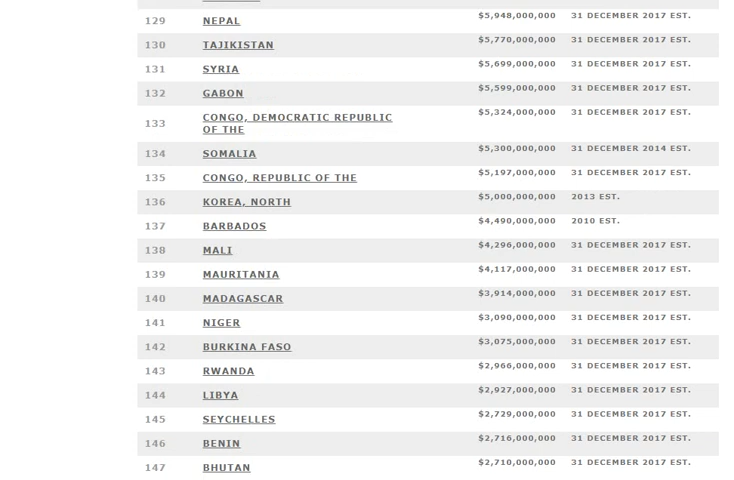 129 NEPAL $5,948,000,000 31 DECEMBER 2017 EST.
130 TAJIKISTAN $5,770,000,000 31 DECEMBER 2017 EST.
131 SYRIA $5,699,000,000 31 DECEMBER 2017 EST.
132 GABON $5,599,000,000 31 DECEMBER 2017 EST.
133 CONGO, DEMOCRATIC REPUBLIC $5,324,000,000 31 DECEMBER 2017 EST.
OF THE
134 SOMALIA $5,300,000,000 31 DECEMBER 2014 EST.
135 CONGO, REPUBLIC OF THE $5,197,000,000 31 DECEMBER 2017 EST.
136 KOREA, NORTH $5,000,000,000 2013 EST.
137 BARBADOS $4,490,000,000 2010 EST.
138 MALI $4,296,000,000 31 DECEMBER 2017 EST.
139 MAURITANIA $4,117,000,000 31 DECEMBER 2017 EST.
140 MADAGASCAR $3,914,000,000 31 DECEMBER 2017 EST.
141 NIGER $3,090,000,000 31 DECEMBER 2017 EST.
142 BURKINA FASO $3,075,000,000 31 DECEMBER 2017 EST.
143 RWANDA $2,966,000,000 31 DECEMBER 2017 EST.
144 LIBYA $2,927,000,000 31 DECEMBER 2017 EST.
145 SEYCHELLES $2,729,000,000 31 DECEMBER 2017 EST.
146 BENIN $2,716,000,000 31 DECEMBER 2017 EST.
147 BHUTAN $2,710,000,000 31 DECEMBER 2017 EST.